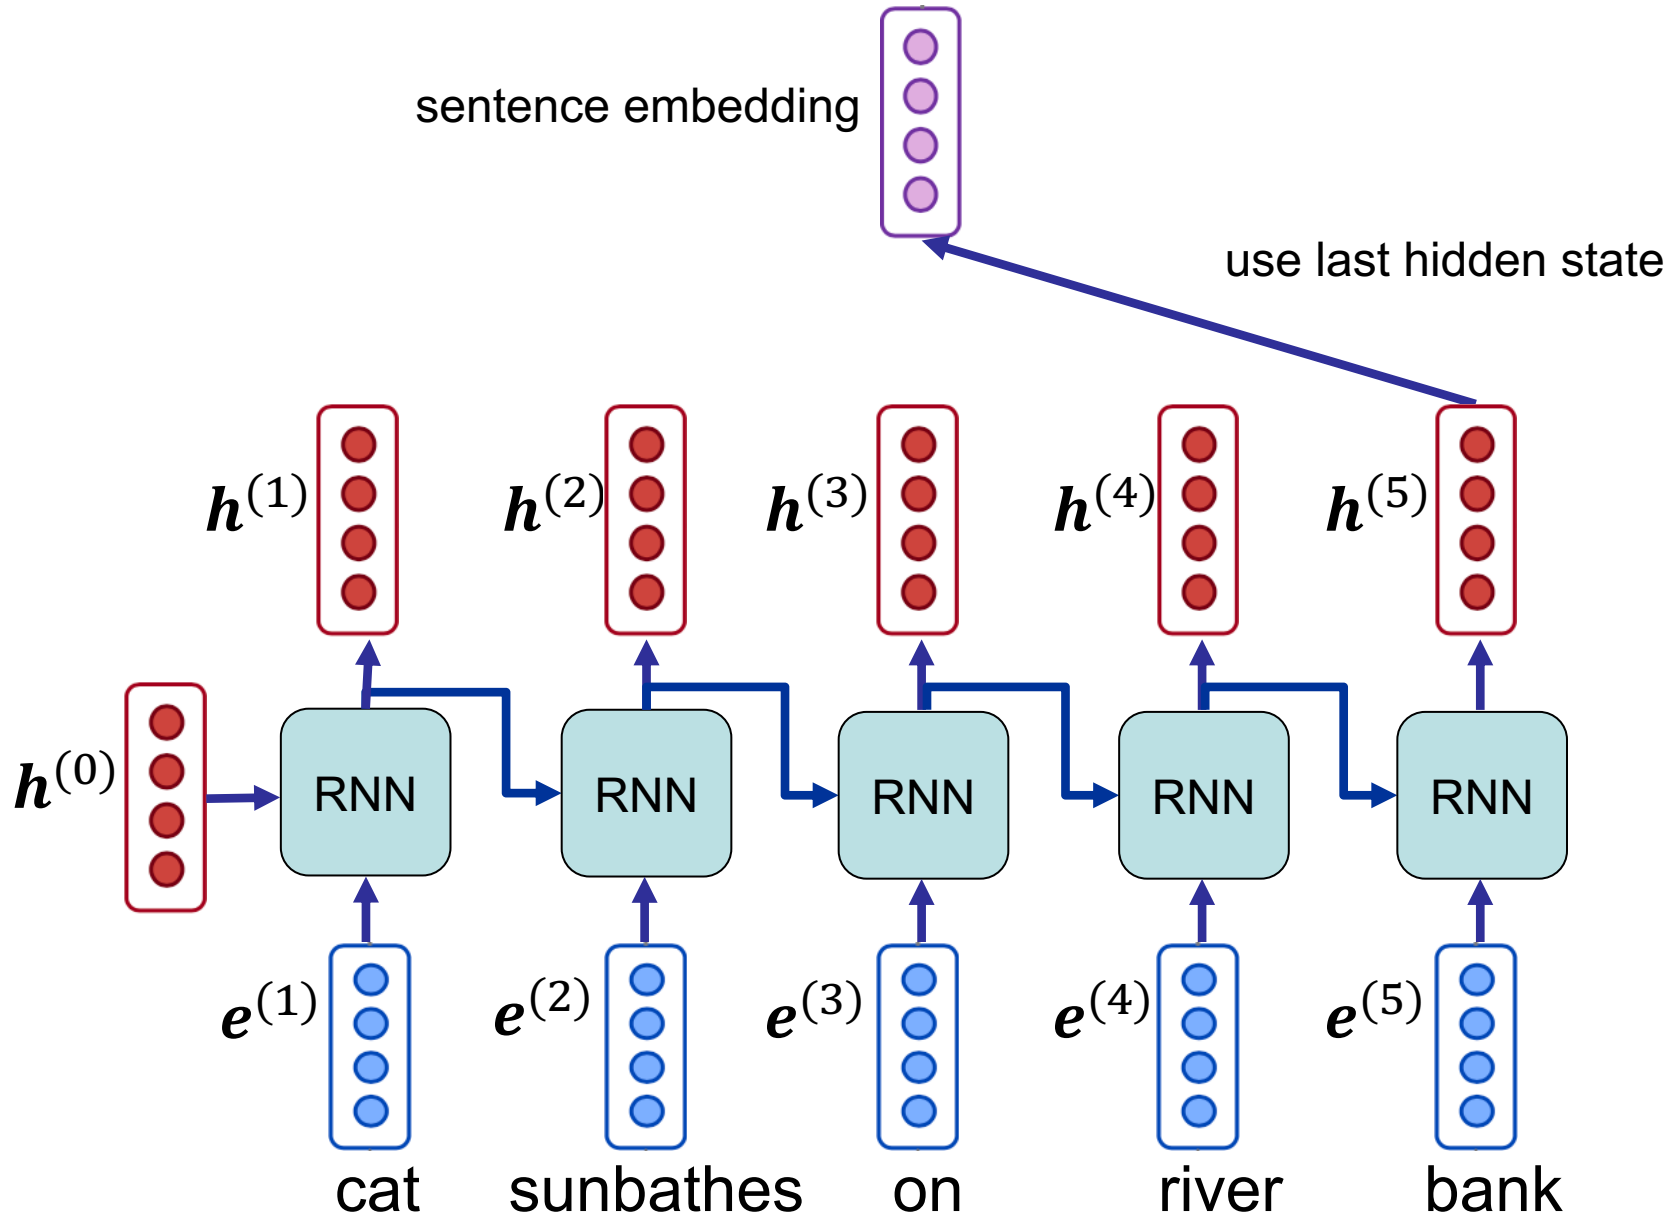 sentence embedding
use last hidden state
h^(1) h^(2) h^(3) h^(4) h^(5)
h^(0)
RNN RNN RNN RNN RNN
e^(1) e^(2) e^(3) e^(4) e^(5)
cat sunbathes on river bank